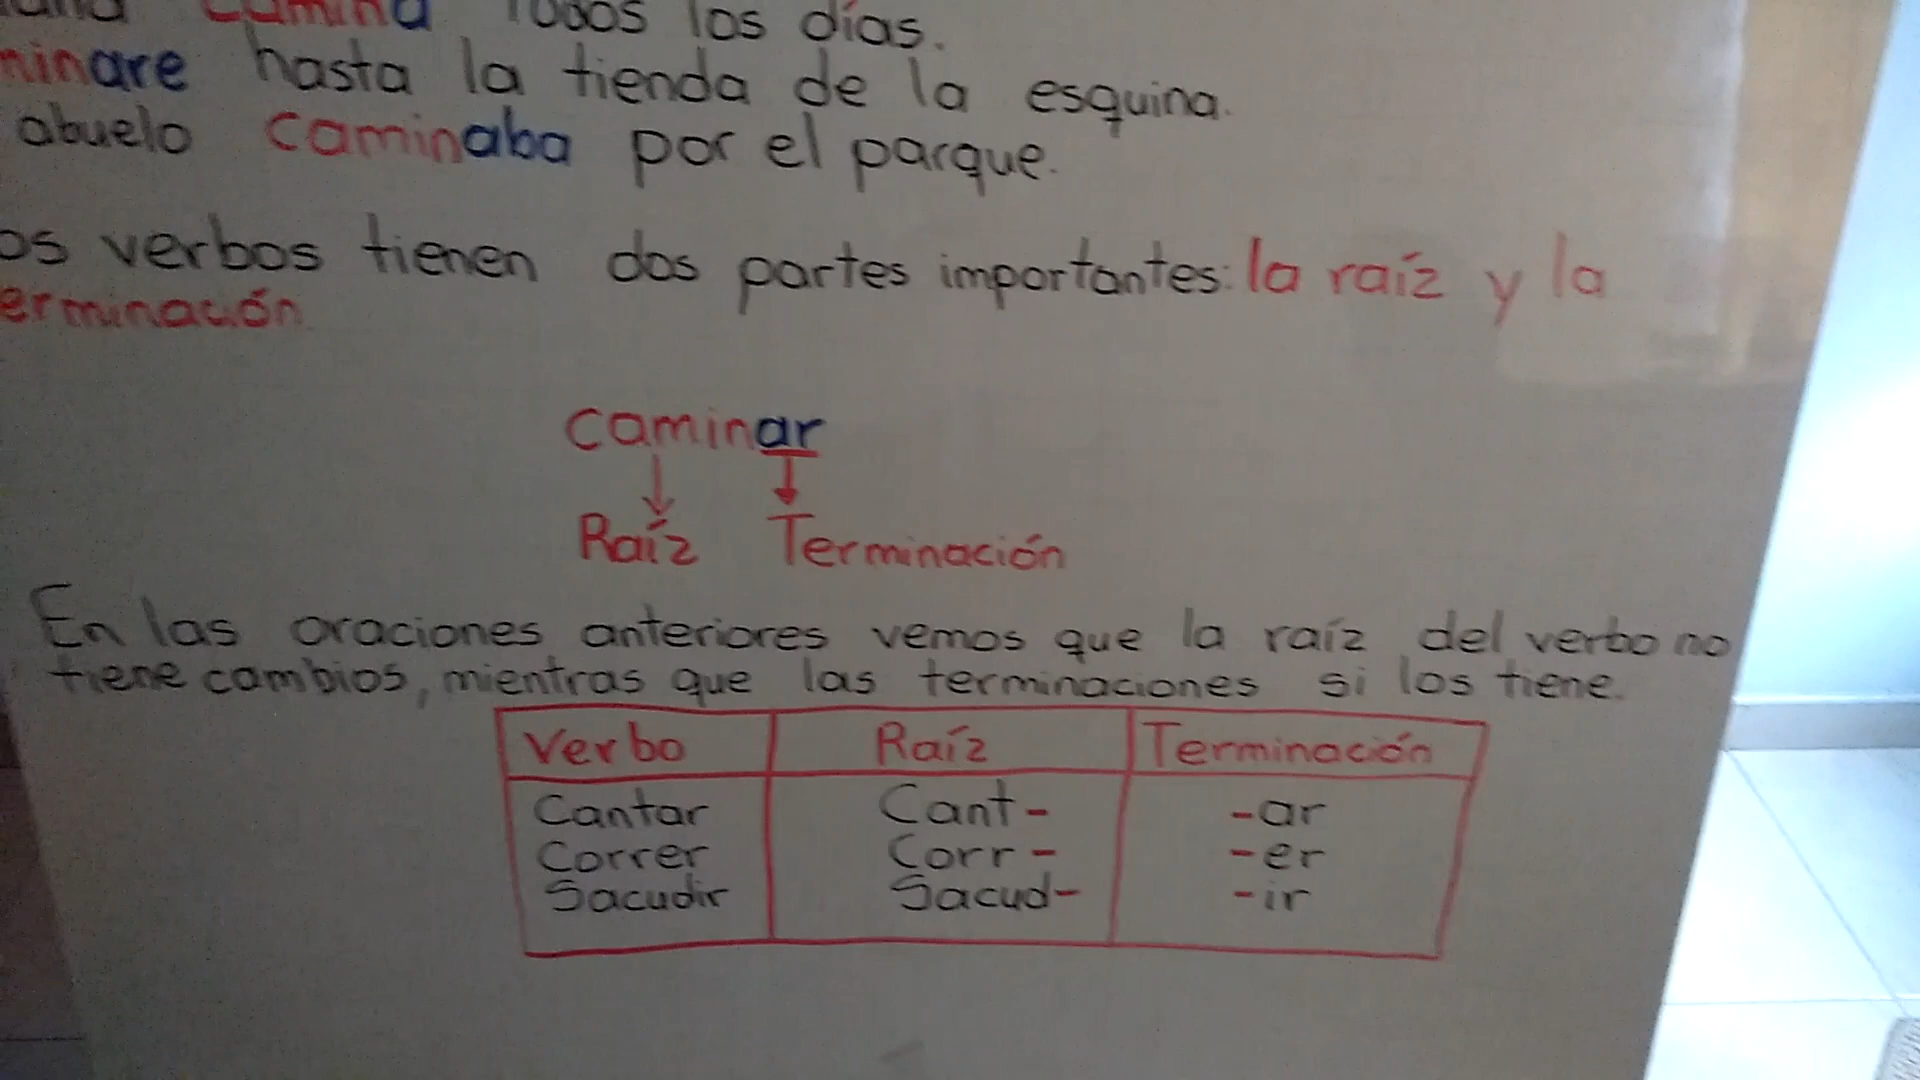 camina Todos los días.
minare hasta la tienda de la esquina.
abuelo caminaba por el parque.
os verbos tienen dos partes importantes: la raíz y la
erminación
caminar
Raíz Terminación
En las oraciones anteriores vemos que la raíz del verbo no
tiene cambios, mientras que las terminaciones si los tiene.
Verbo Raíz Terminación
Cantar Cant- -ar
Correr Corr- -er
Sacudir Sacud- -ir